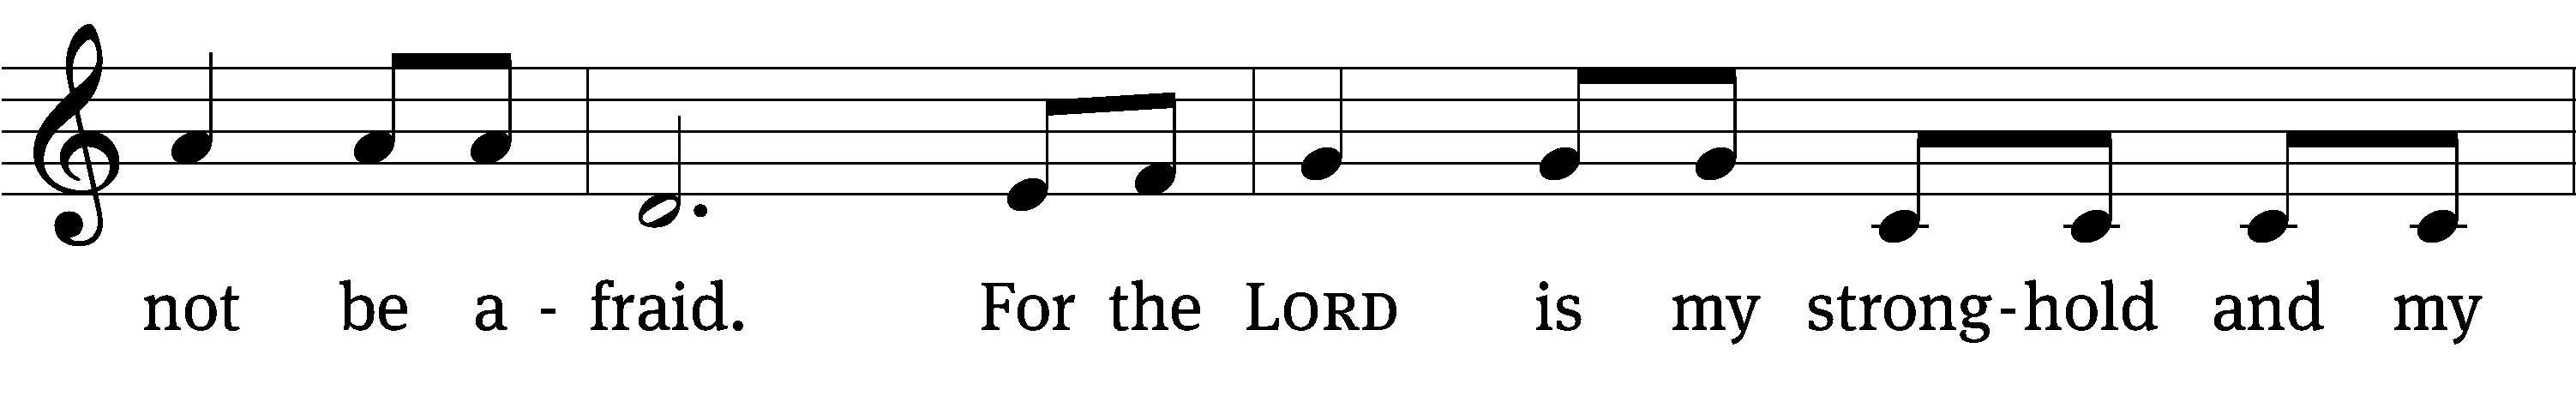 not be a - fraid. For the LORD is my strong-hold and my